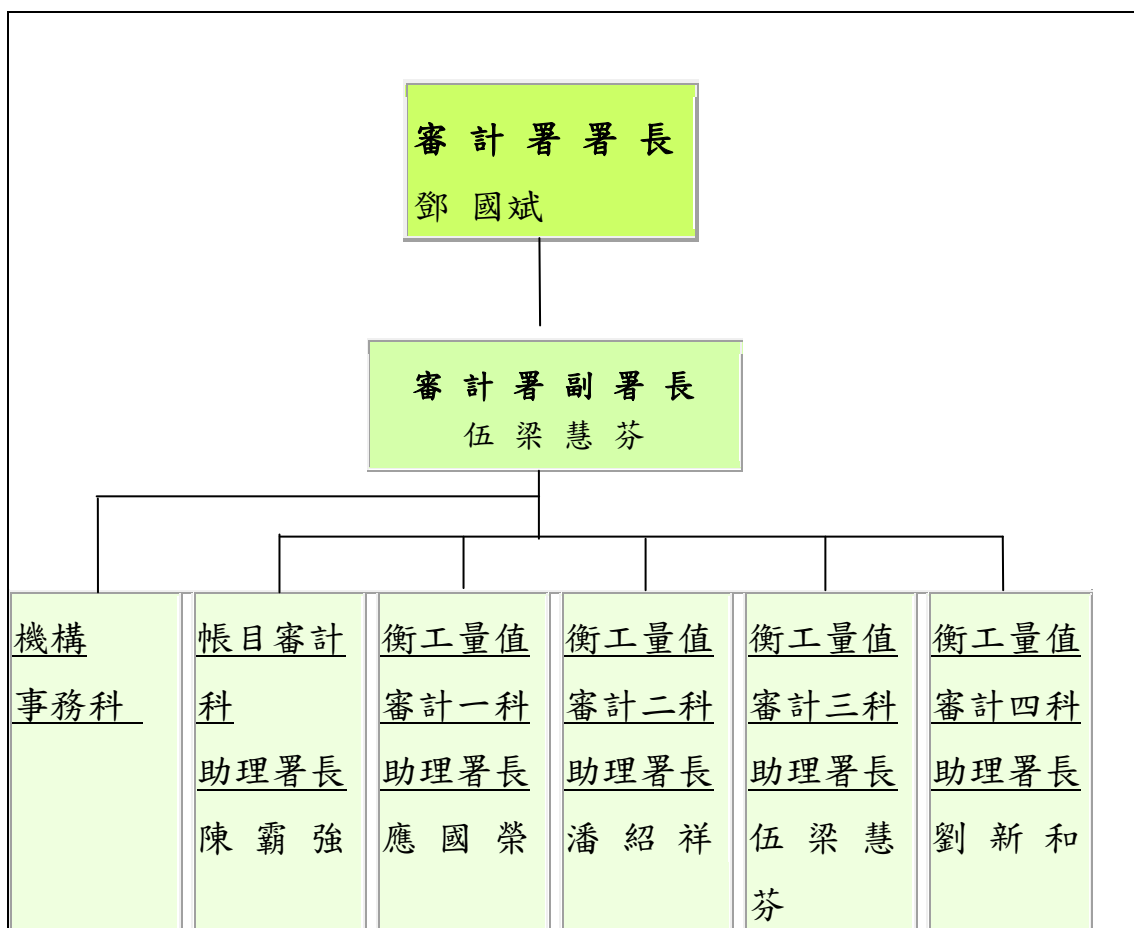 審計署署長
鄧國斌
審計署副署長
伍梁慧芬
機構
事務科
帳目審計
科
助理署長
陳霸強
衡工量值
審計一科
助理署長
應國榮
衡工量值
審計二科
助理署長
潘紹祥
衡工量值
審計三科
助理署長
伍梁慧
芬
衡工量值
審計四科
助理署長
劉新和